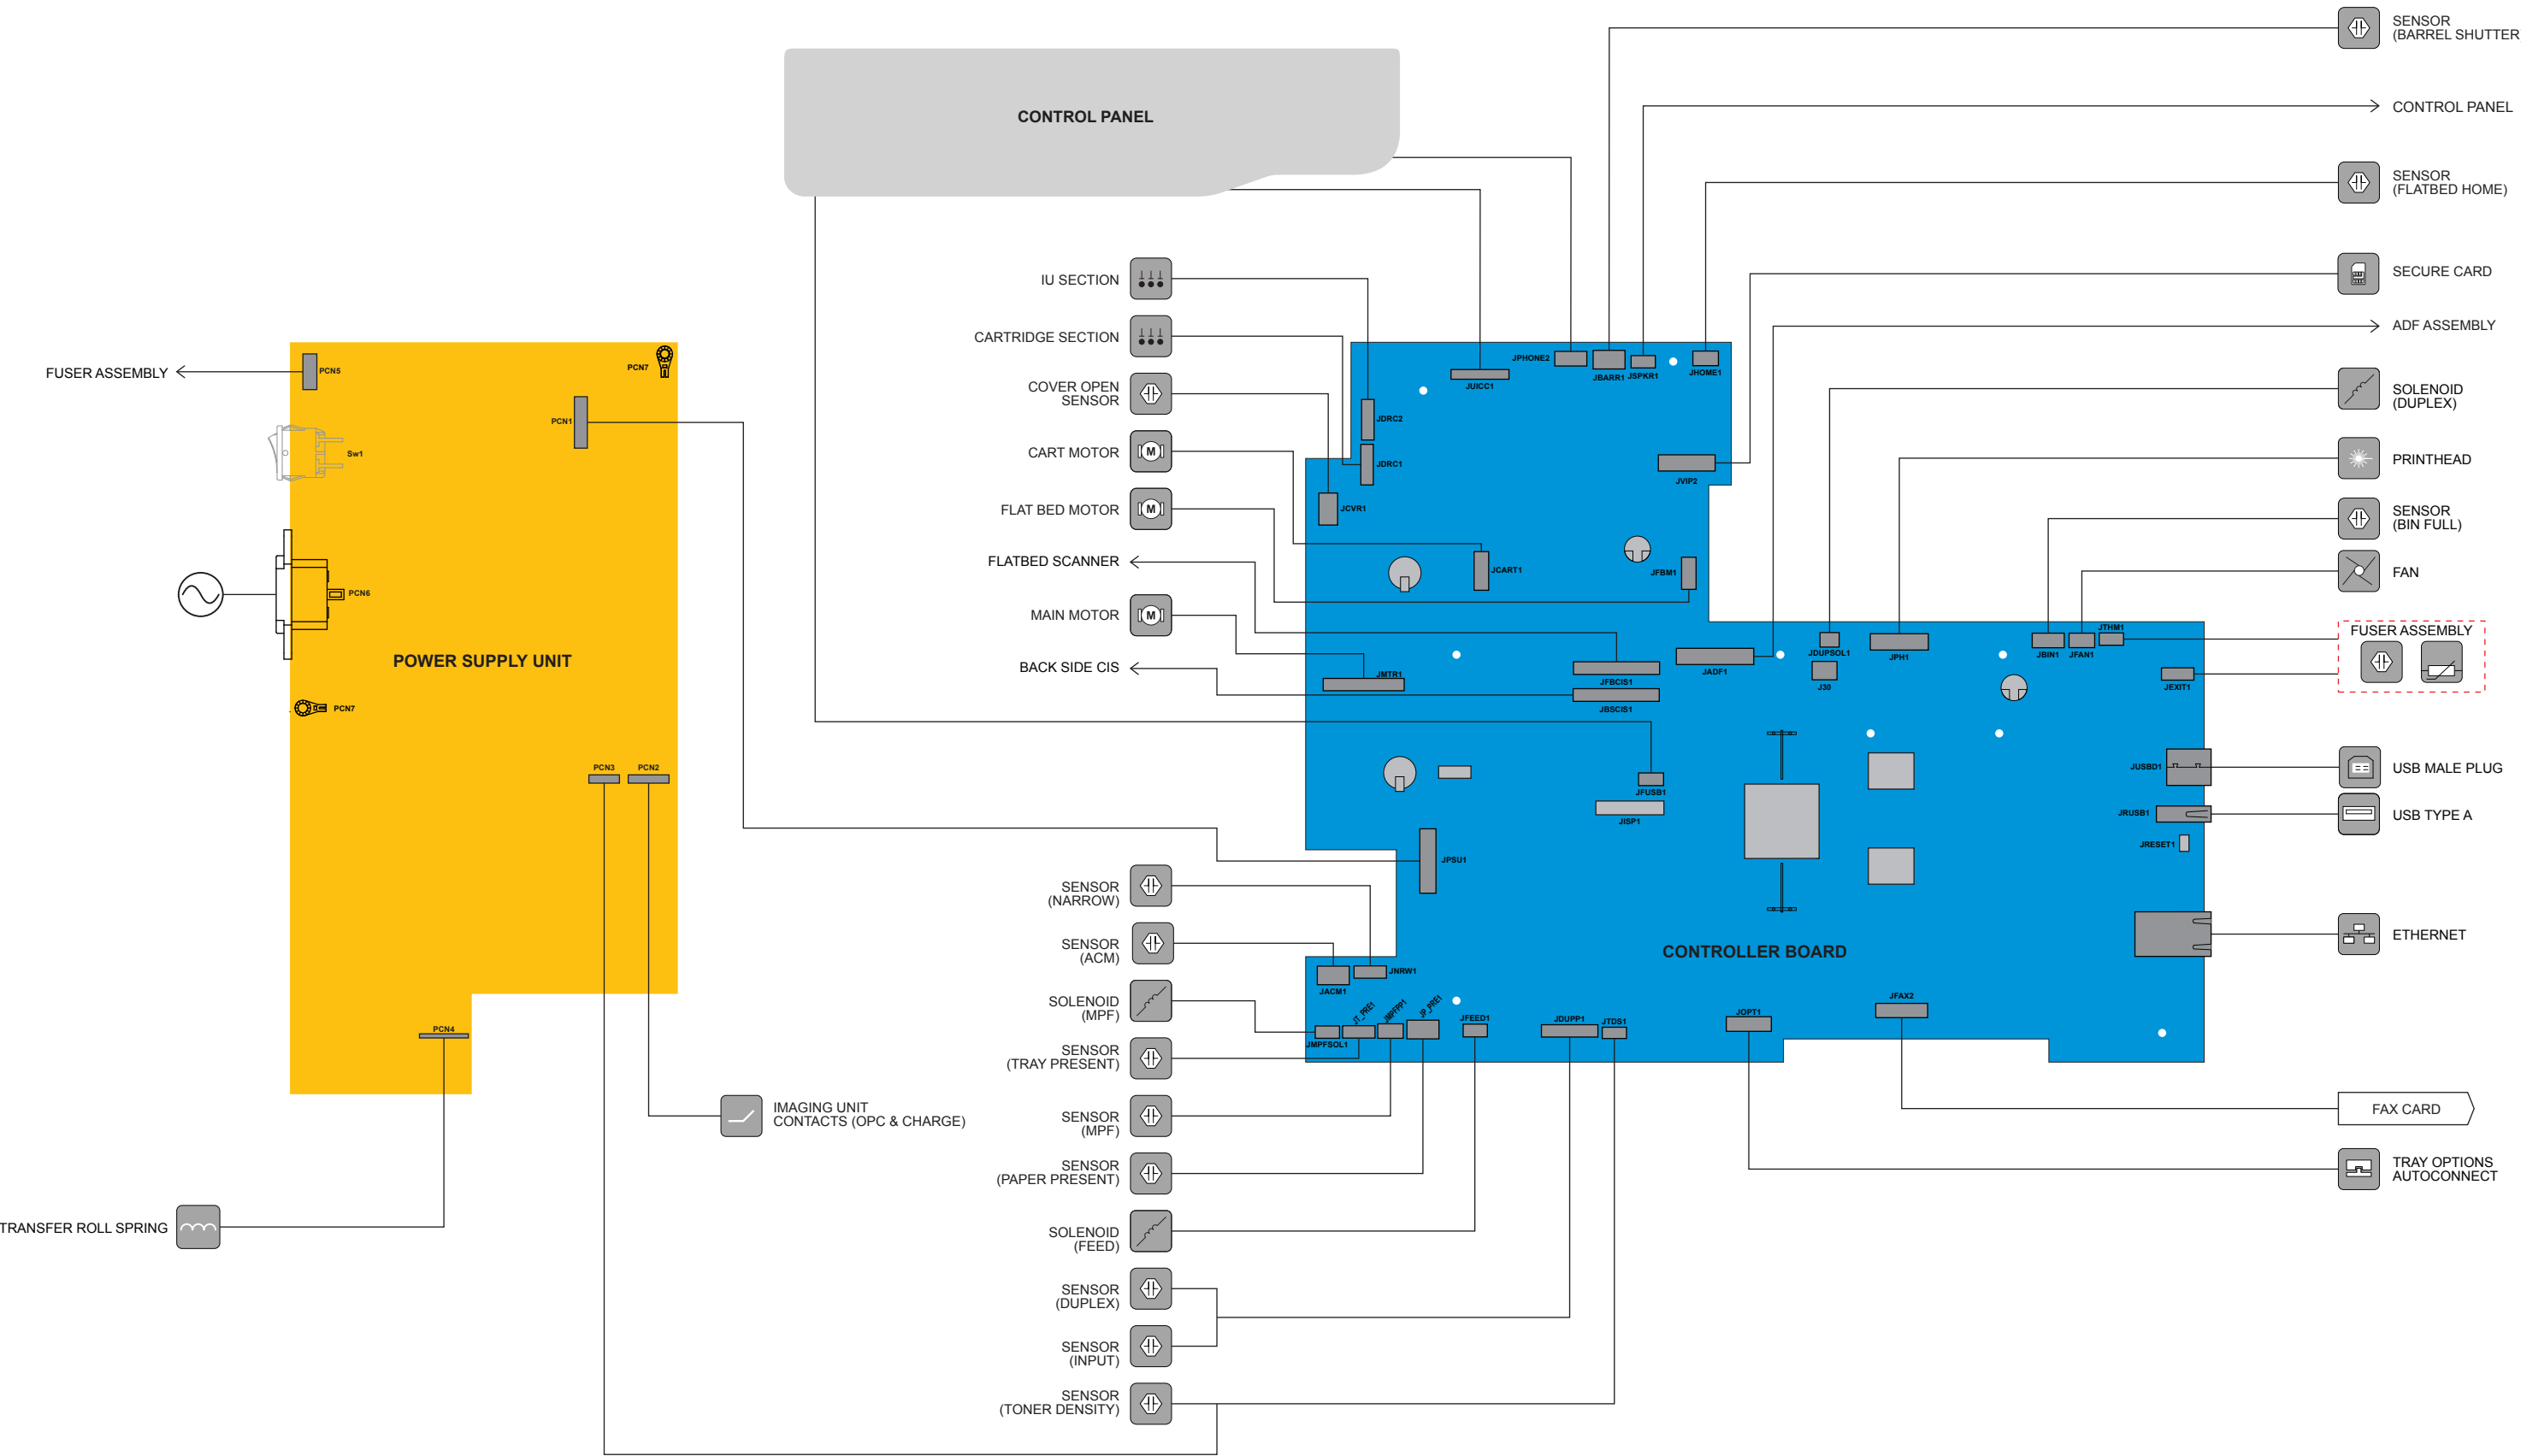 SENSOR
(BARREL SHUTTER
CONTROL PANEL
CONTROL PANEL
SENSOR
(FLATBED HOME)
IU SECTION
SECURE CARD
CARTRIDGE SECTION
ADF ASSEMBLY
FUSER ASSEMBLY
PCN5
PCN7
PCN1
Sw1
PCN6
POWER SUPPLY UNIT
PCN7
PCN3
PCN2
PCN4
TRANSFER ROLL SPRING
IMAGING UNIT
CONTACTS (OPC & CHARGE)
COVER OPEN
SENSOR
CART MOTOR
FLAT BED MOTOR
FLATBED SCANNER
MAIN MOTOR
BACK SIDE CIS
SENSOR
(NARROW)
SENSOR
(ACM)
SOLENOID
(MPF)
SENSOR
(TRAY PRESENT)
SENSOR
(MPF)
SENSOR
(PAPER PRESENT)
SOLENOID
(FEED)
SENSOR
(DUPLEX)
SENSOR
(INPUT)
SENSOR
(TONER DENSITY)
JPHONE2
JUICC1
JBARR1
JSPKR1
JHOME1
JDRC2
JDRC1
JCVR1
JVIP2
JCART1
JFBM1
JMTR1
JFBCIS1
JBSCIS1
JADF1
JDUPSOL1
J30
JPH1
JBIN1
JFAN1
JTHM1
JEXIT1
JFUSB1
JISP1
JPSU1
JUSBD1
JRUSB1
JRESET1
CONTROLLER BOARD
JNRW1
JACM1
JMPFSOL1
JT_PRE1
JMPFPP1
JP_PRE1
JFEED1
JDUPP1
JTDS1
JOPT1
JFAX2
SOLENOID
(DUPLEX)
PRINTHEAD
SENSOR
(BIN FULL)
FAN
FUSER ASSEMBLY
USB MALE PLUG
USB TYPE A
ETHERNET
FAX CARD
TRAY OPTIONS
AUTOCONNECT
M
M
M